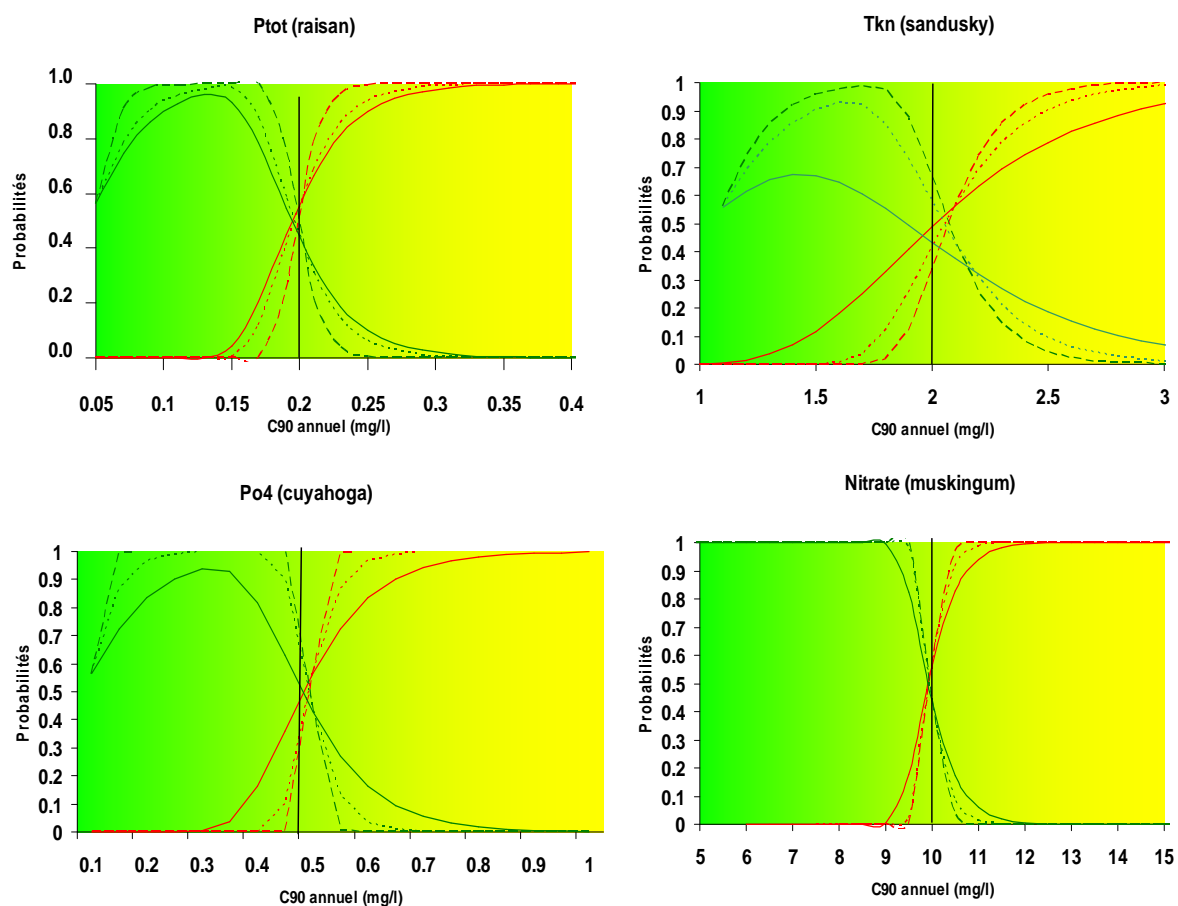 Ptot (raisan)
1.0
0.8
0.6
0.4
0.2
0.0
Probabilités
0.05 0.1 0.15 0.2 0.25 0.3 0.35 0.4
C90 annuel (mg/l)
Tkn (sandusky)
1
0.9
0.8
0.7
0.6
0.5
0.4
0.3
0.2
0.1
0
Probabilités
1 1.5 2 2.5 3
C90 annuel (mg/l)
Po4 (cuyahoga)
1
0.9
0.8
0.7
0.6
0.5
0.4
0.3
0.2
0.1
0
Probabilités
0.1 0.2 0.3 0.4 0.5 0.6 0.7 0.8 0.9 1
C90 annuel (mg/l)
Nitrate (muskingum)
1
0.9
0.8
0.7
0.6
0.5
0.4
0.3
0.2
0.1
0
Probabilités
5 6 7 8 9 10 11 12 13 14 15
C90 annuel (mg/l)